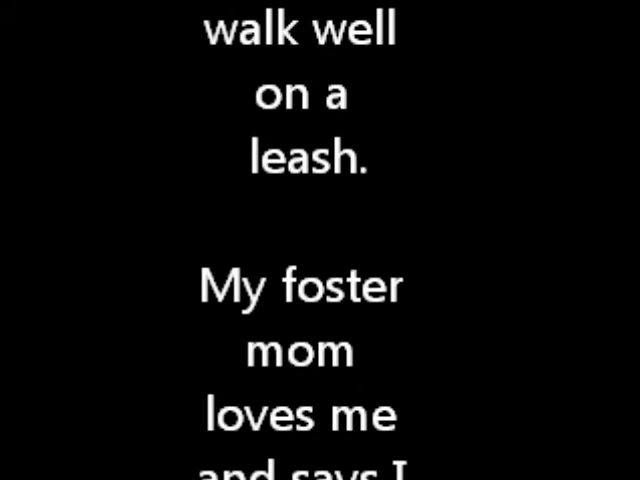 walk well
on a
leash.
My foster
mom
loves me
and says I